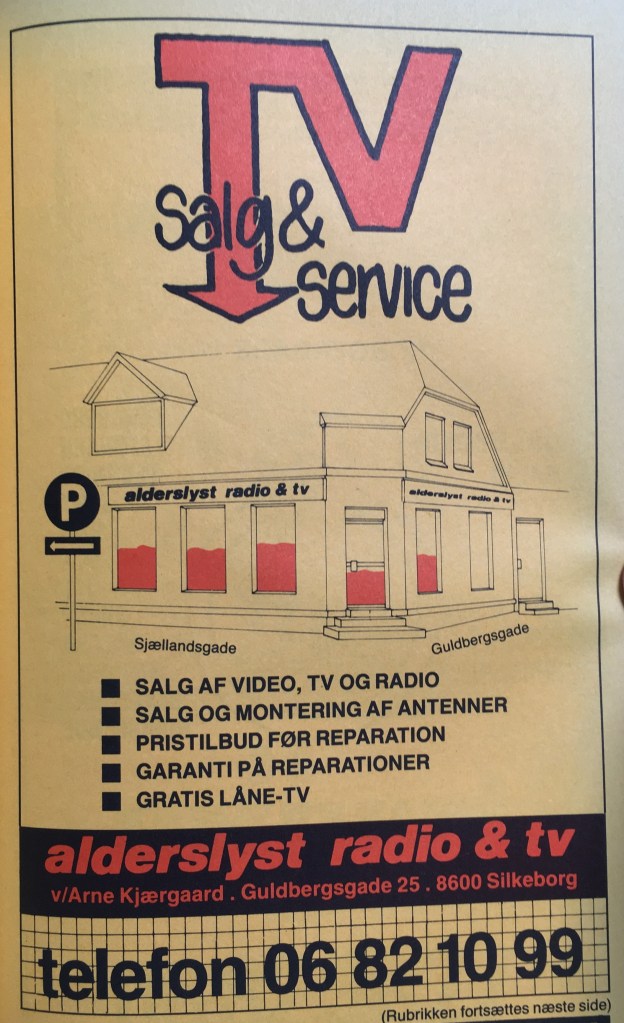 TV
Salg &
service
P
alderslyst radio & tv
alderslyst radio & tv
Sjællandsgade
Guldbergsgade
SALG AF VIDEO, TV OG RADIO
SALG OG MONTERING AF ANTENNER
PRISTILBUD FØR REPARATION
GARANTI PÅ REPARATIONER
GRATIS LÅNE-TV
alderslyst radio & tv
v/Arne Kjærgaard . Guldbergsgade 25 . 8600 Silkeborg
telefon 06 82 10 99
(Rubrikken fortsættes næste side)